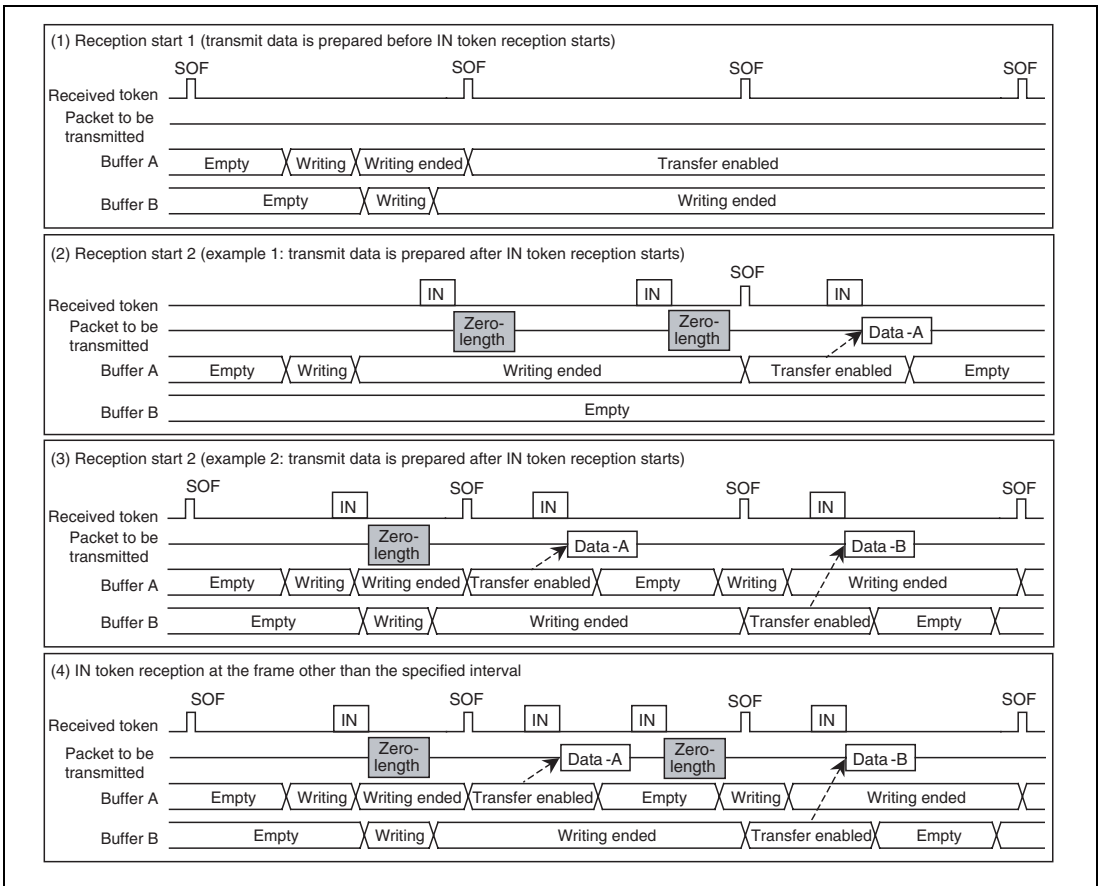 (1) Reception start 1 (transmit data is prepared before IN token reception starts)
SOF SOF SOF SOF
Received token
Packet to be
transmitted
Buffer A Empty Writing Writing ended Transfer enabled
Buffer B Empty Writing Writing ended
(2) Reception start 2 (example 1: transmit data is prepared after IN token reception starts)
SOF
IN IN IN
Received token
Packet to be
transmitted
Zero-
length
Zero-
length
Data -A
Buffer A Empty Writing Writing ended Transfer enabled Empty
Buffer B Empty
(3) Reception start 2 (example 2: transmit data is prepared after IN token reception starts)
SOF SOF SOF SOF
IN IN IN
Received token
Packet to be
transmitted
Zero-
length
Data -A Data -B
Buffer A Empty Writing Writing ended Transfer enabled Empty Writing Writing ended
Buffer B Empty Writing Writing ended Transfer enabled Empty
(4) IN token reception at the frame other than the specified interval
SOF SOF SOF SOF
IN IN IN IN
Received token
Packet to be
transmitted
Zero-
length
Data -A
Zero-
length
Data -B
Buffer A Empty Writing Writing ended Transfer enabled Empty Writing Writing ended
Buffer B Empty Writing Writing ended Transfer enabled Empty